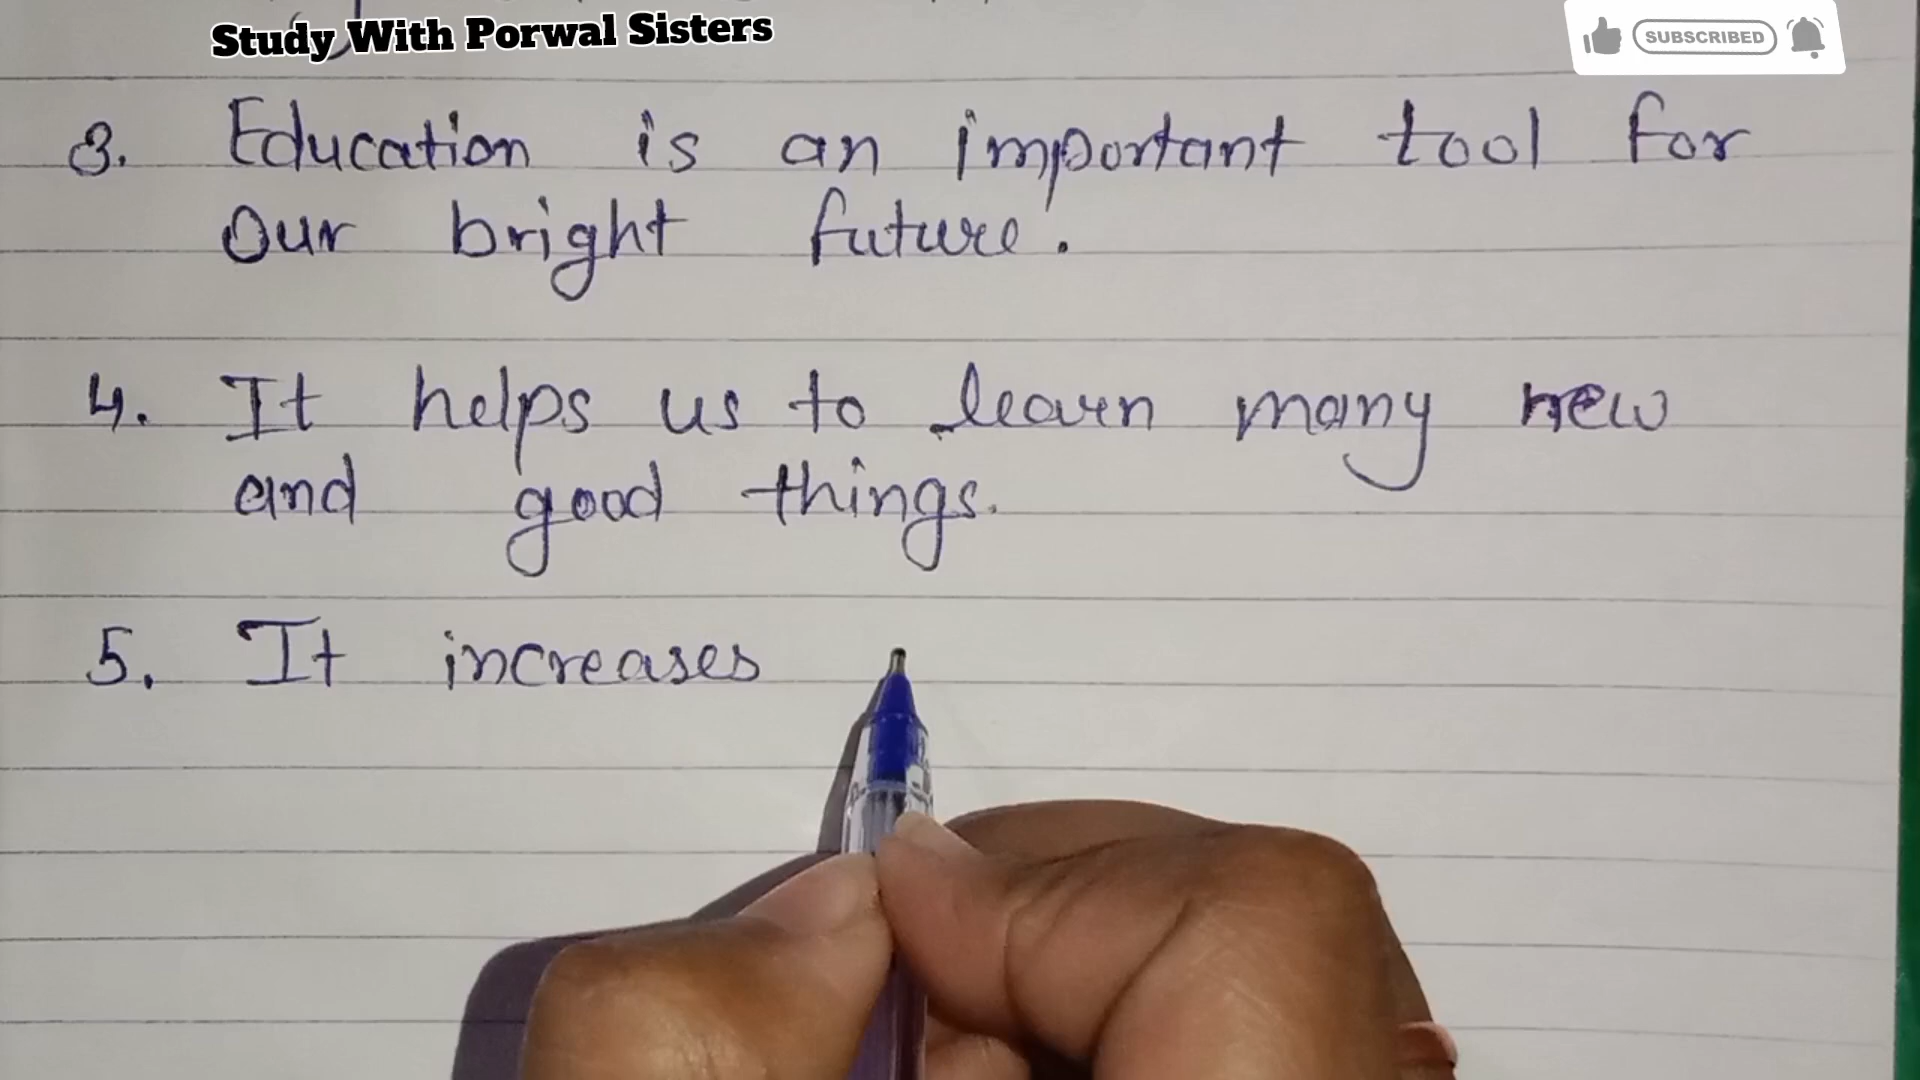 Study With Porwal Sisters
SUBSCRIBED
3. Education is an important tool for
our bright future.
4. It helps us to learn many new
and good things.
5. It increases